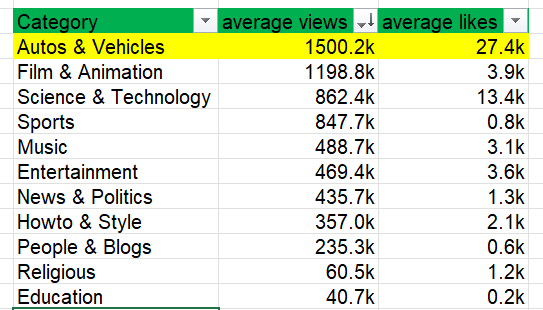 Category average views average likes
Autos & Vehicles 1500.2k 27.4k
Film & Animation 1198.8k 3.9k
Science & Technology 862.4k 13.4k
Sports 847.7k 0.8k
Music 488.7k 3.1k
Entertainment 469.4k 3.6k
News & Politics 435.7k 1.3k
Howto & Style 357.0k 2.1k
People & Blogs 235.3k 0.6k
Religious 60.5k 1.2k
Education 40.7k 0.2k